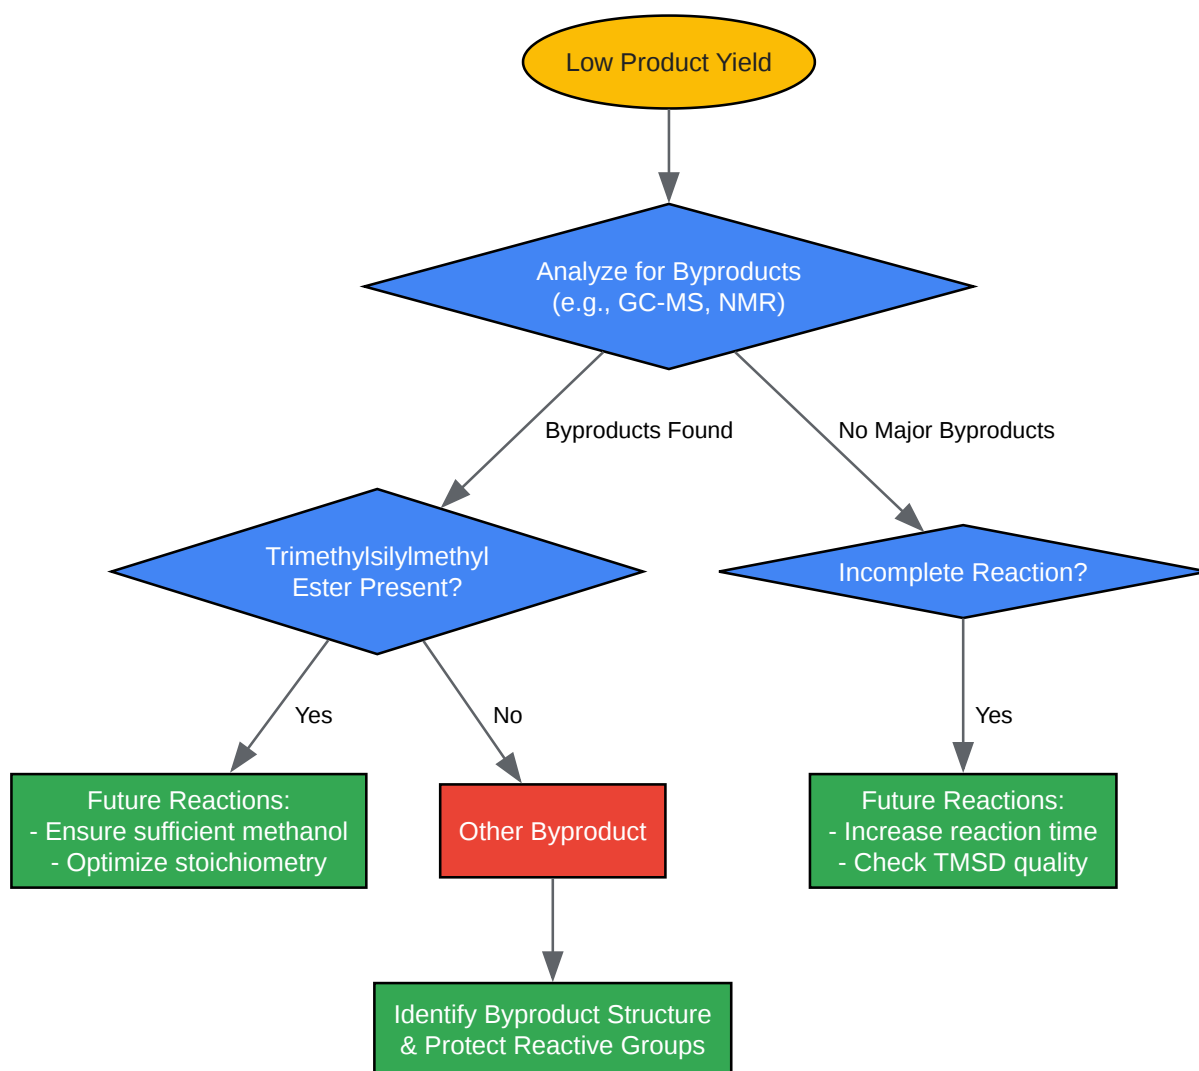 Low Product Yield
Analyze for Byproducts
(e.g., GC-MS, NMR)
Byproducts Found
No Major Byproducts
Trimethylsilylmethyl
Ester Present?
Incomplete Reaction?
Yes
No
Yes
Future Reactions:
- Ensure sufficient methanol
- Optimize stoichiometry
Other Byproduct
Future Reactions:
- Increase reaction time
- Check TMSD quality
Identify Byproduct Structure
& Protect Reactive Groups